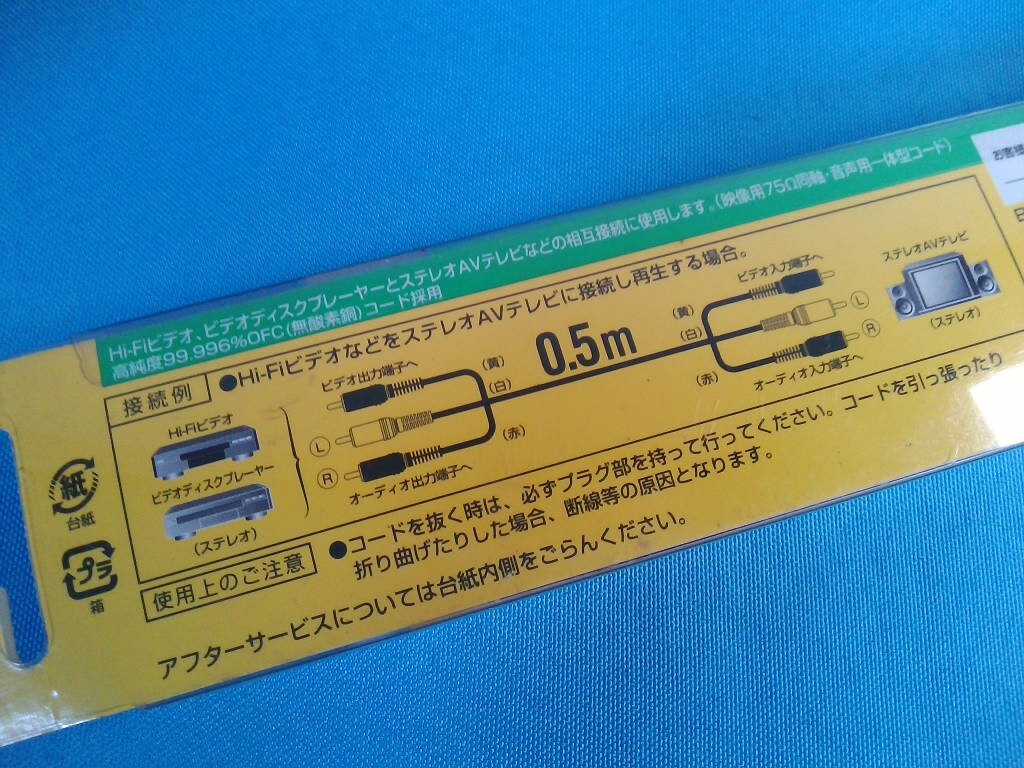 Hi-Fiビデオ、ビデオディスクプレーヤーとステレオAVテレビなどの相互接続に使用します。(映像用75Ω同軸・音声用一体型コード)
高純度99.996%OFC(無酸素銅)コード採用
お客様
接続例
●Hi-FiビデオなどをステレオAVテレビに接続し再生する場合。
Hi-Fiビデオ
ビデオディスクプレーヤー
(ステレオ)
ビデオ出力端子へ
(黄)
(白)
(赤)
L
R
オーディオ出力端子へ
0.5m
(黄)
(白)
(赤)
ビデオ入力端子へ
L
R
オーディオ入力端子へ
ステレオAVテレビ
(ステレオ)
紙
台紙
プラ
箱
使用上のご注意
●コードを抜く時は、必ずプラグ部を持って行ってください。コードを引っ張ったり
折り曲げたりした場合、断線等の原因となります。
アフターサービスについては台紙内側をごらんください。